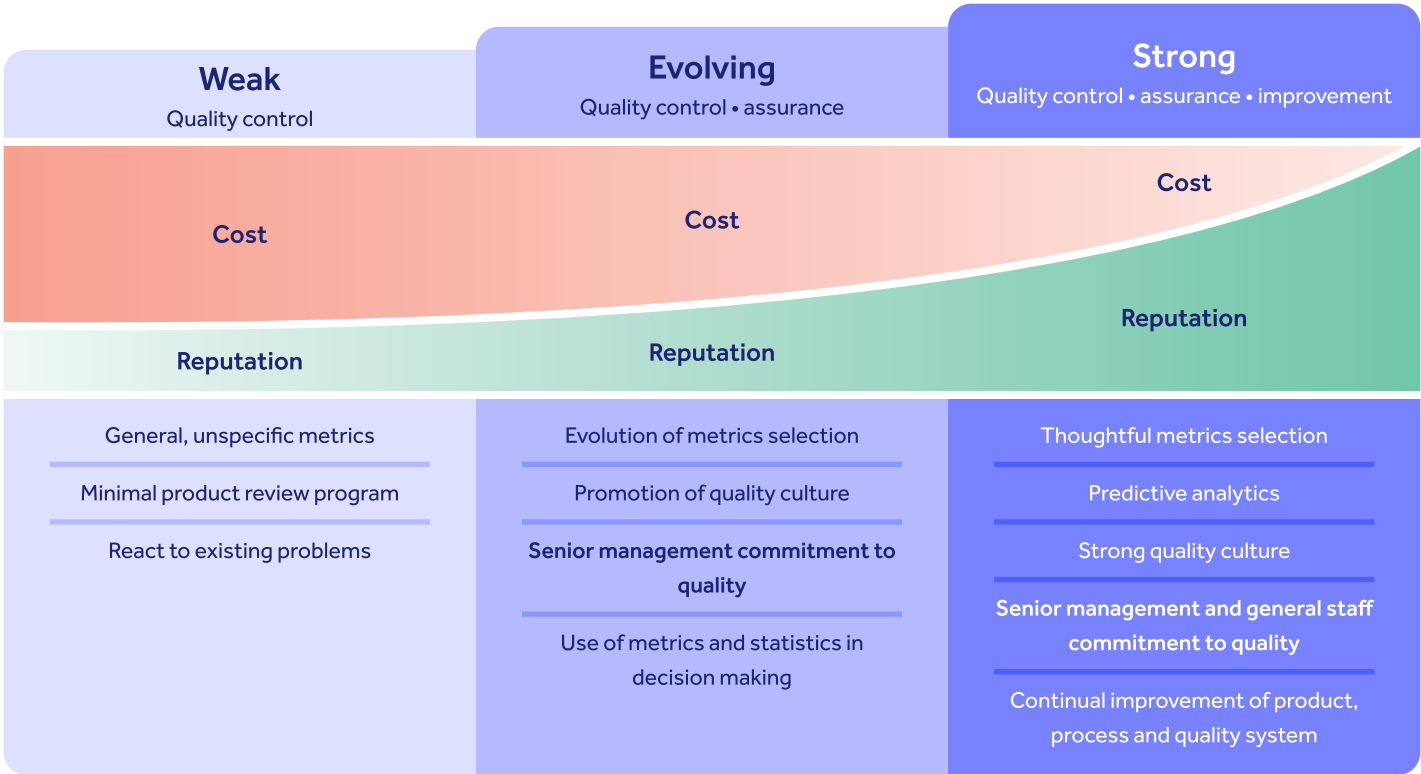 Weak
Quality control
Evolving
Quality control • assurance
Strong
Quality control • assurance • improvement
Cost
Cost
Cost
Reputation
Reputation
Reputation
General, unspecific metrics
Minimal product review program
React to existing problems
Evolution of metrics selection
Promotion of quality culture
Senior management commitment to
quality
Use of metrics and statistics in
decision making
Thoughtful metrics selection
Predictive analytics
Strong quality culture
Senior management and general staff
commitment to quality
Continual improvement of product,
process and quality system